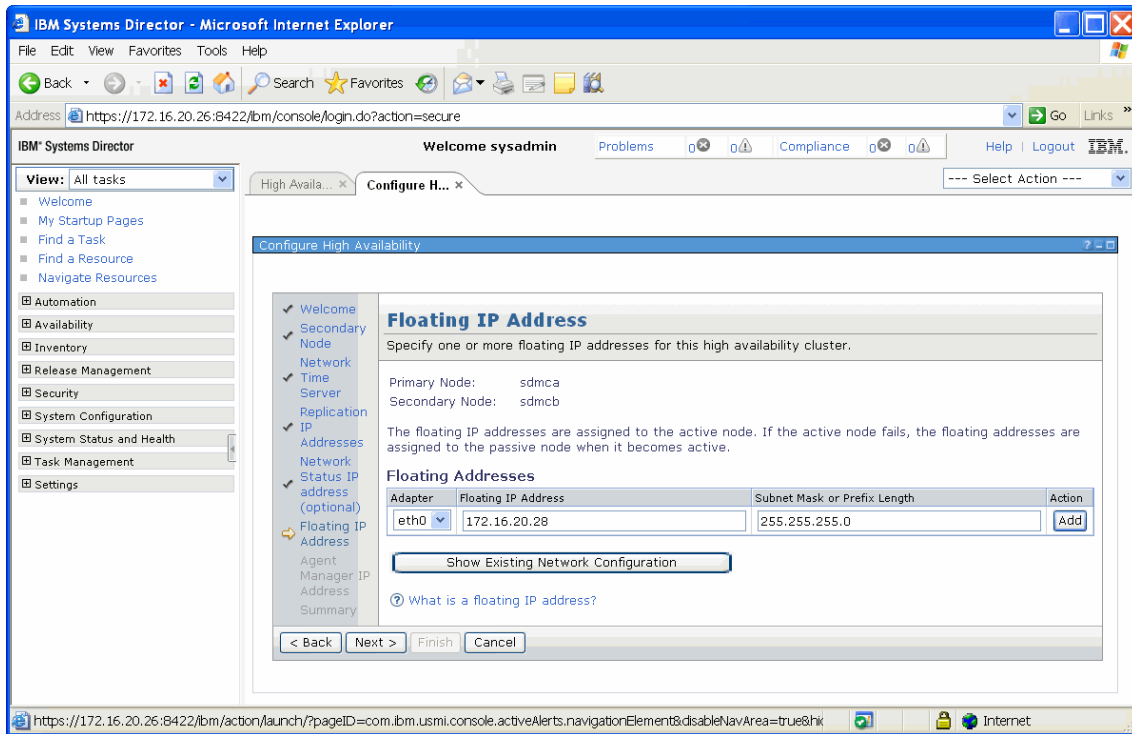 IBM Systems Director - Microsoft Internet Explorer
File Edit View Favorites Tools Help
Back Search Favorites
Address https://172.16.20.26:8422/ibm/console/login.do?action=secure Go Links »
IBM® Systems Director Welcome sysadmin Problems 0 0 Compliance 0 0 Help | Logout IBM.
View: All tasks
High Availa... × Configure H... × --- Select Action ---
Welcome
My Startup Pages
Find a Task
Find a Resource
Navigate Resources
Automation
Availability
Inventory
Release Management
Security
System Configuration
System Status and Health
Task Management
Settings
Configure High Availability
Welcome
Secondary
Node
Network
Time
Server
Replication
IP
Addresses
Network
Status IP
address
(optional)
Floating IP
Address
Agent
Manager IP
Address
Summary
Floating IP Address
Specify one or more floating IP addresses for this high availability cluster.
Primary Node: sdmca
Secondary Node: sdmcb
The floating IP addresses are assigned to the active node. If the active node fails, the floating addresses are
assigned to the passive node when it becomes active.
Floating Addresses
Adapter Floating IP Address Subnet Mask or Prefix Length Action
eth0 172.16.20.28 255.255.255.0 Add
Show Existing Network Configuration
? What is a floating IP address?
< Back Next > Finish Cancel
https://172.16.20.26:8422/ibm/action/launch/?pageID=com.ibm.usmi.console.activeAlerts.navigationElement&disableNavArea=true&hi Internet